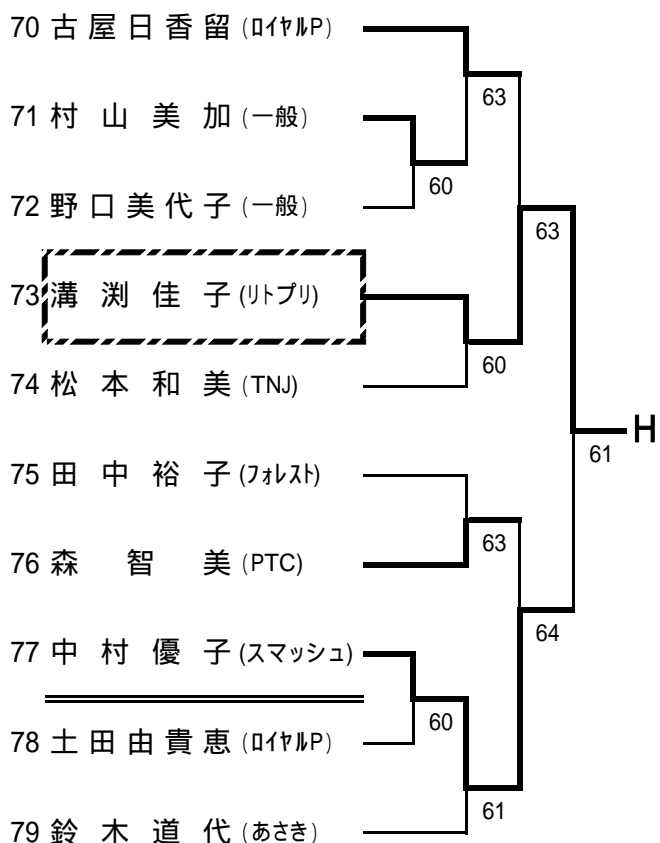 70 古屋日香留 (ロイヤルP)
63
71 村山美加 (一般)
60
72 野口美代子 (一般)
63
73 溝渕佳子 (リトプリ)
60
74 松本和美 (TNJ)
H
61
75 田中裕子 (フォレスト)
63
76 森智美 (PTC)
64
77 中村優子 (スマッシュ)
60
78 土田由貴恵 (ロイヤルP)
61
79 鈴木道代 (あさき)